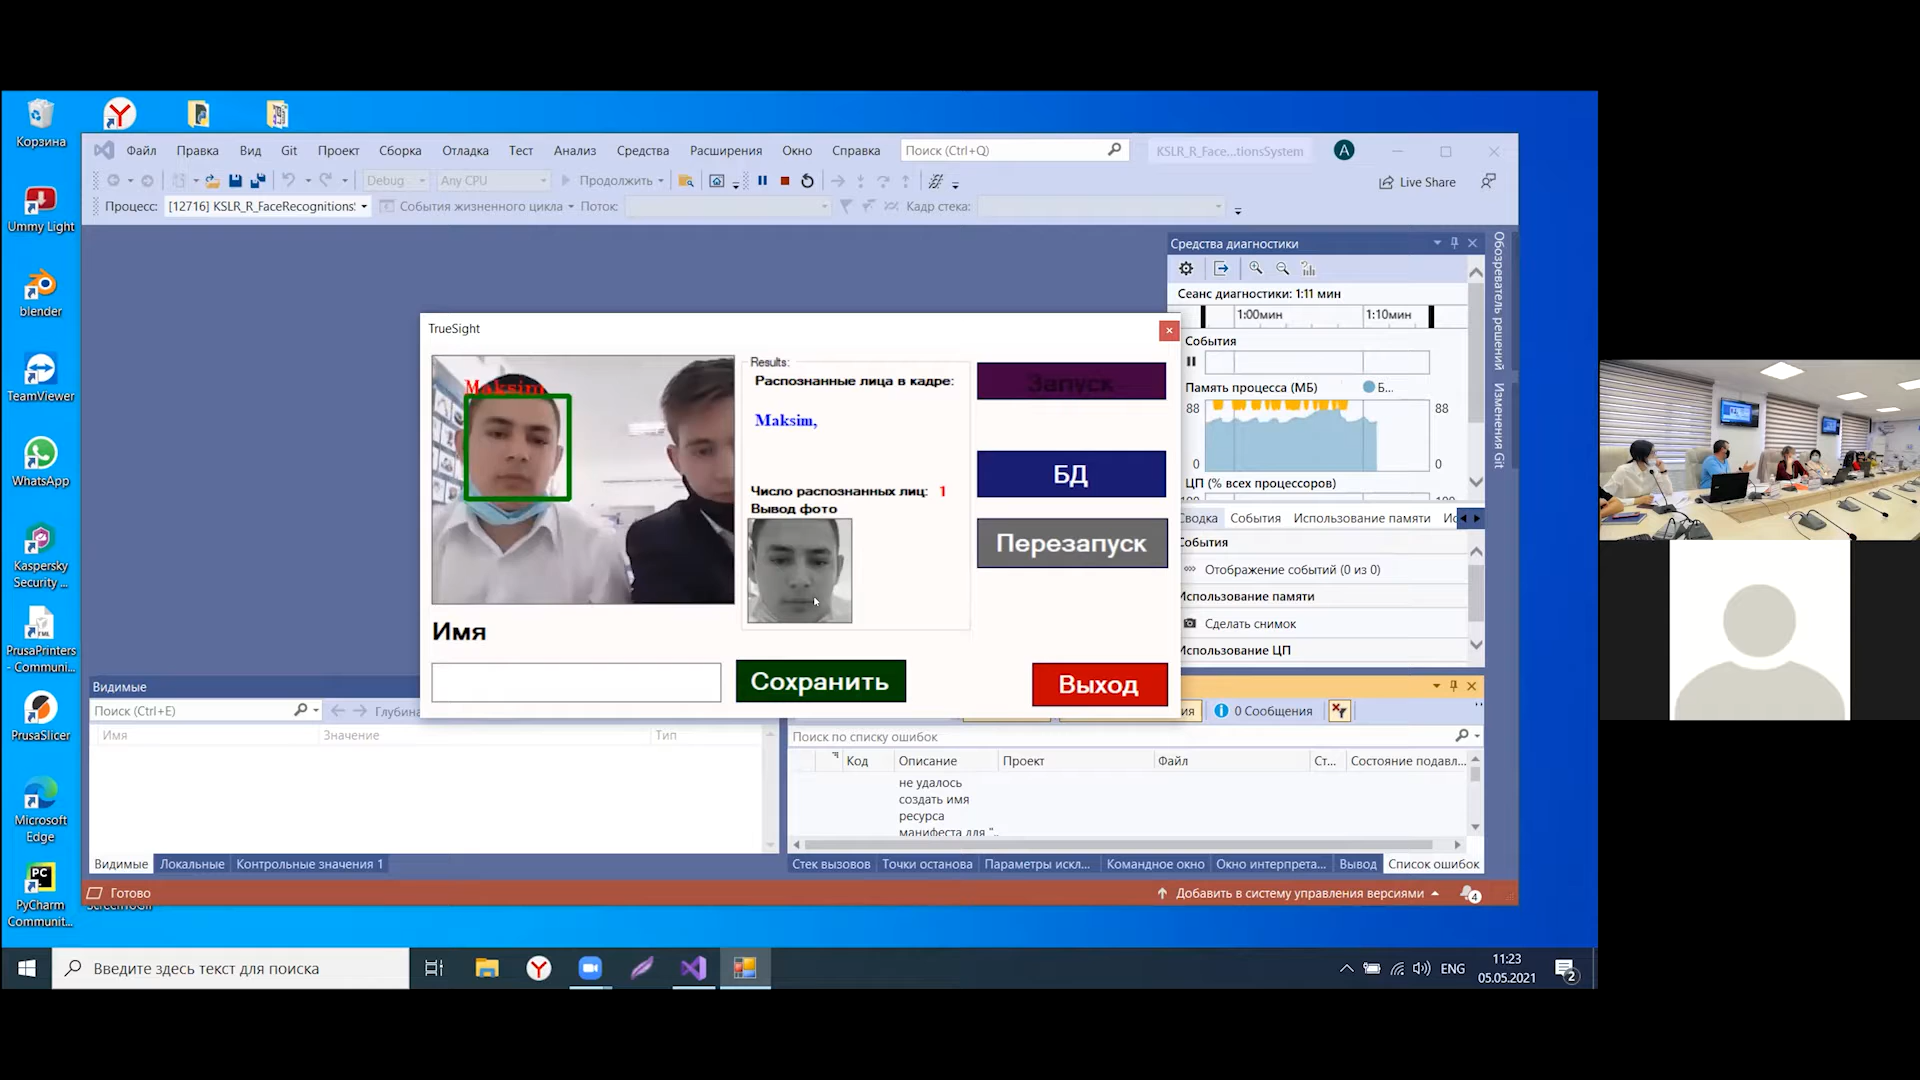 Корзина
Ummy Light
blender
TeamViewer
WhatsApp
Kaspersky
Security ...
PrusaPrinters
- Communi...
PrusaSlicer
Microsoft
Edge
PyCharm
Communit...
Файл Правка Вид Git Проект Сборка Отладка Тест Анализ Средства Расширения Окно Справка Поиск (Ctrl+Q) KSLR_R_Face...tionsSystem A
Debug Any CPU Продолжить Live Share
Процесс: [12716] KSLR_R_FaceRecognitions События жизненного цикла Поток: Кадр стека:
Средства диагностики
Сеанс диагностики: 1:11 мин
1:00мин 1:10мин
События
Память процесса (МБ) Б...
88 88
0 0
ЦП (% всех процессоров)
Сводка События Использование памяти
События
Отображение событий (0 из 0)
Использование памяти
Сделать снимок
Использование ЦП
Обозреватель решений
Изменения Git
TrueSight
Maksim
Results:
Распознанные лица в кадре:
Maksim,
Число распознанных лиц: 1
Вывод фото
Запуск
БД
Перезапуск
Имя
Сохранить
Выход
Видимые
Поиск (Ctrl+E)
Имя Значение Тип
Видимые Локальные Контрольные значения 1
0 Сообщения
Поиск по списку ошибок
Код Описание Проект Файл Ст... Состояние подавл...
не удалось
создать имя
ресурса
манифеста для "..
Стек вызовов Точки останова Параметры искл... Командное окно Окно интерпрета... Вывод Список ошибок
Готово
Добавить в систему управления версиями 4
Введите здесь текст для поиска
ENG
11:23
05.05.2021
2